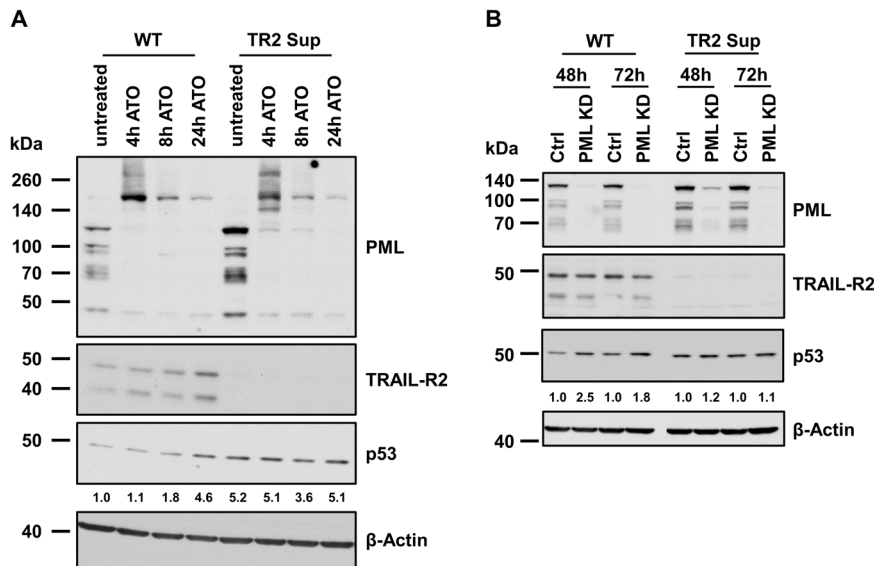 A
WT TR2 Sup
untreated 4h ATO 8h ATO 24h ATO untreated 4h ATO 8h ATO 24h ATO
kDa
260
140
100
70
50
PML
50
40
TRAIL-R2
50
p53
1.0 1.1 1.8 4.6 5.2 5.1 3.6 5.1
40
β-Actin
B
WT TR2 Sup
48h 72h 48h 72h
Ctrl PML KD Ctrl PML KD Ctrl PML KD Ctrl PML KD
kDa
140
100
70
PML
50
TRAIL-R2
50
p53
1.0 2.5 1.0 1.8 1.0 1.2 1.0 1.1
40
β-Actin